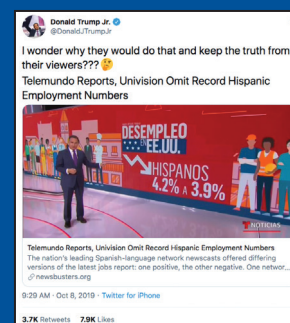 Donald Trump Jr.
@DonaldJTrumpJr
I wonder why they would do that and keep the truth from
their viewers???
Telemundo Reports, Univision Omit Record Hispanic
Employment Numbers
DESEMPLEO
EE.UU.
HISPANOS
4.2% A 3.9%
NOTICIAS
Telemundo Reports, Univision Omit Record Hispanic Employment Numbers
The nation's leading Spanish-language network newscasts offered differing
versions of the latest jobs report: one positive, the other negative. One networ...
newsbusters.org
9:29 AM · Oct 8, 2019 · Twitter for iPhone
3.7K Retweets 7.9K Likes